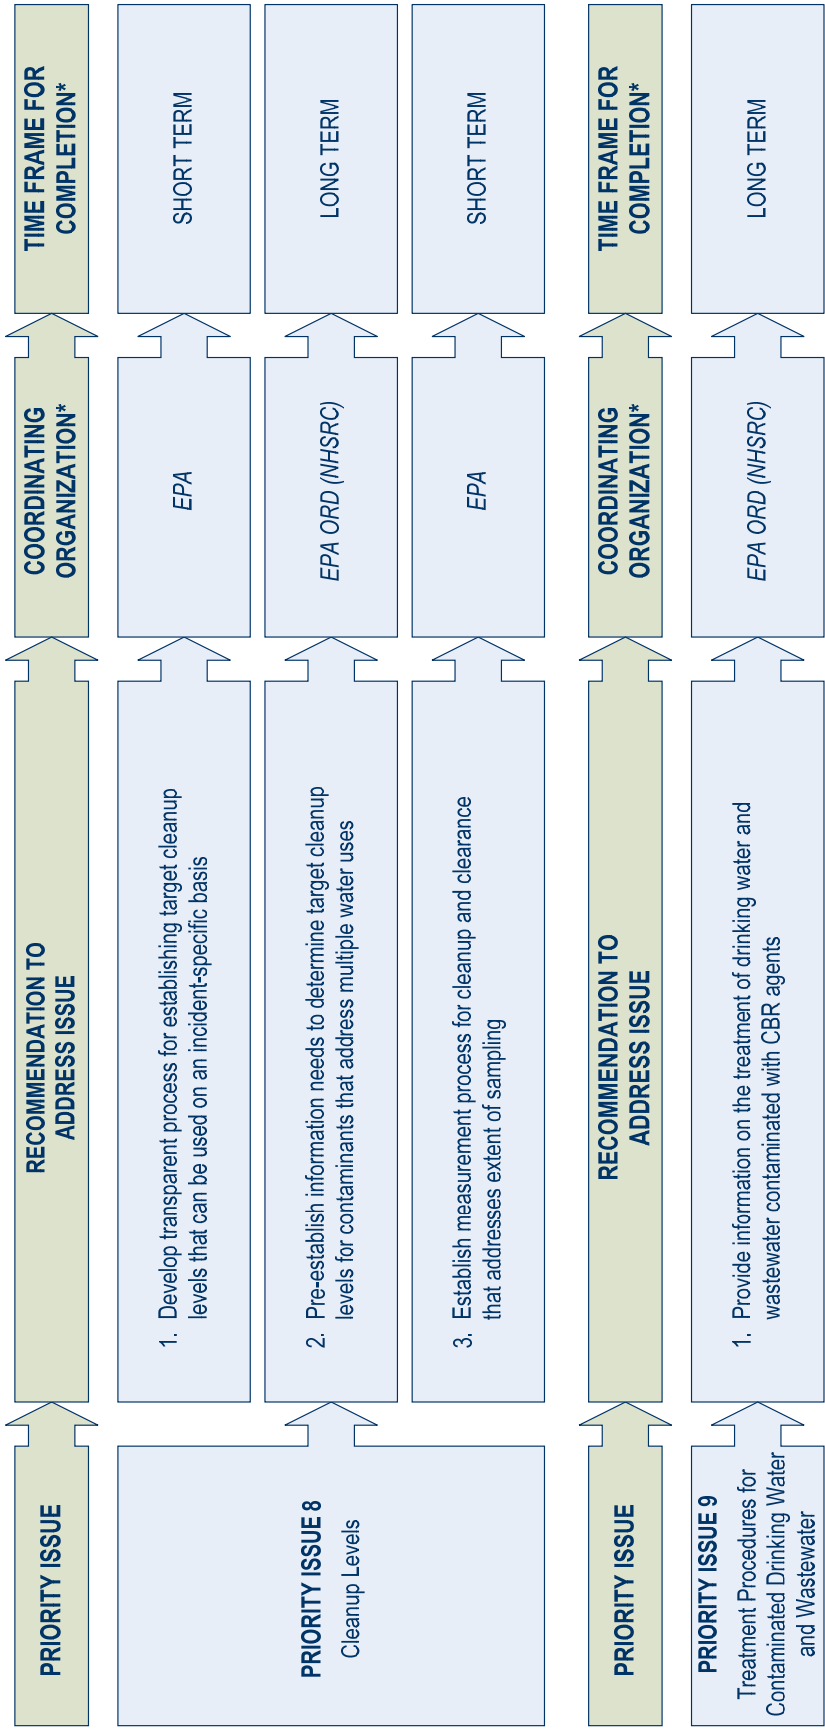 PRIORITY ISSUE
RECOMMENDATION TO
ADDRESS ISSUE
COORDINATING
ORGANIZATION*
TIME FRAME FOR
COMPLETION*
PRIORITY ISSUE 8
Cleanup Levels
1. Develop transparent process for establishing target cleanup
levels that can be used on an incident-specific basis
EPA
SHORT TERM
2. Pre-establish information needs to determine target cleanup
levels for contaminants that address multiple water uses
EPA ORD (NHSRC)
LONG TERM
3. Establish measurement process for cleanup and clearance
that addresses extent of sampling
EPA
SHORT TERM
PRIORITY ISSUE
RECOMMENDATION TO
ADDRESS ISSUE
COORDINATING
ORGANIZATION*
TIME FRAME FOR
COMPLETION*
PRIORITY ISSUE 9
Treatment Procedures for
Contaminated Drinking Water
and Wastewater
1. Provide information on the treatment of drinking water and
wastewater contaminated with CBR agents
EPA ORD (NHSRC)
LONG TERM